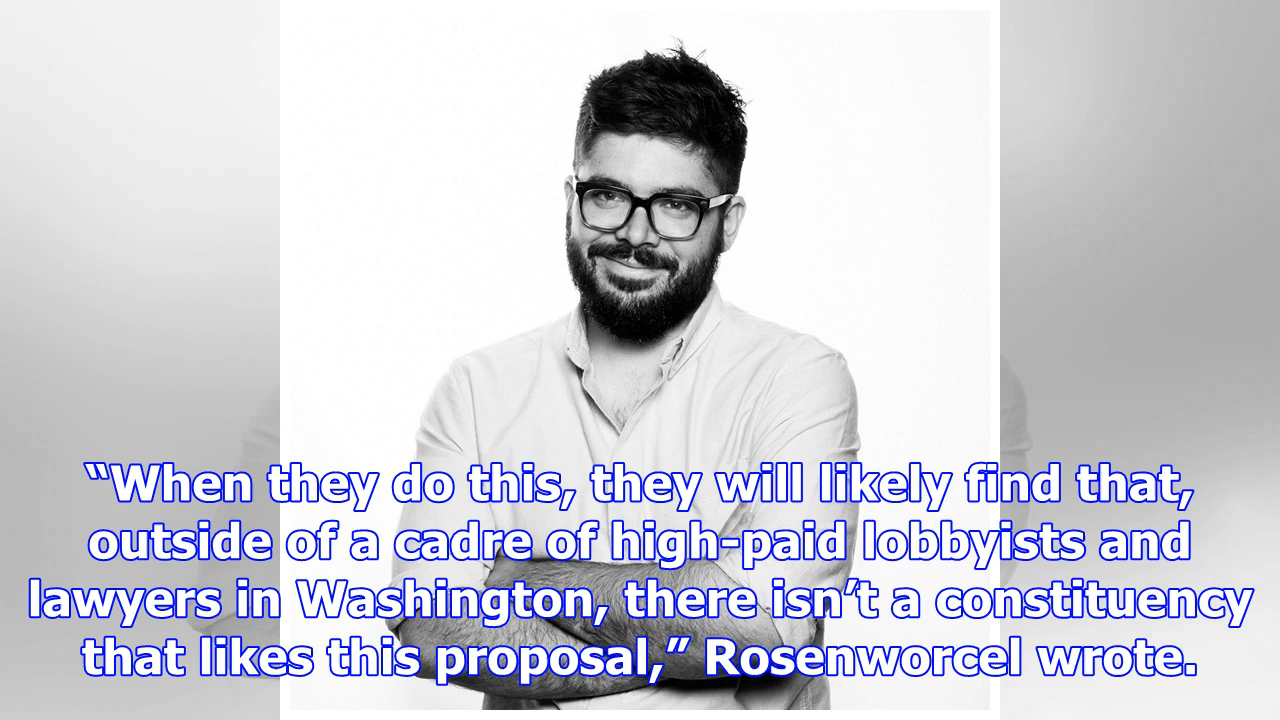 “When they do this, they will likely find that,
outside of a cadre of high-paid lobbyists and
lawyers in Washington, there isn’t a constituency
that likes this proposal,” Rosenworcel wrote.